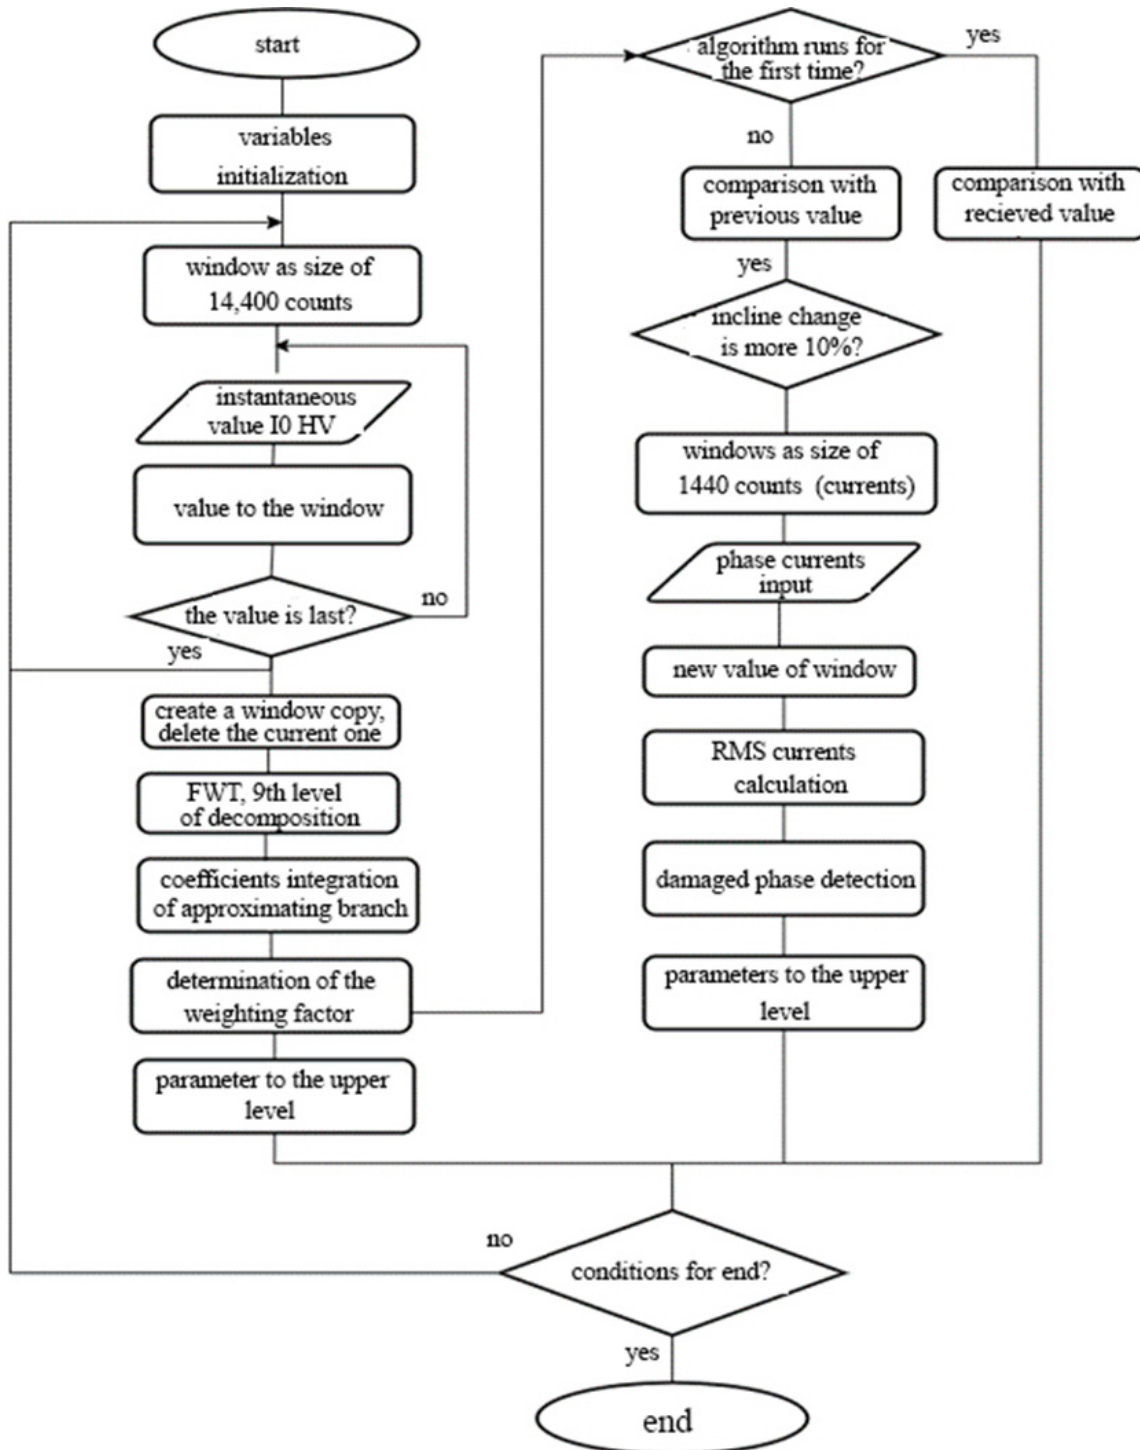 start
variables
initialization
window as size of
14,400 counts
instantaneous
value I0 HV
value to the window
the value is last?
no
yes
create a window copy,
delete the current one
FWT, 9th level
of decomposition
coefficients integration
of approximating branch
determination of the
weighting factor
parameter to the upper
level
algorithm runs for
the first time?
yes
no
comparison with
previous value
comparison with
recieved value
yes
incline change
is more 10%?
windows as size of
1440 counts (currents)
phase currents
input
new value of window
RMS currents
calculation
damaged phase detection
parameters to the upper
level
no
conditions for end?
yes
end